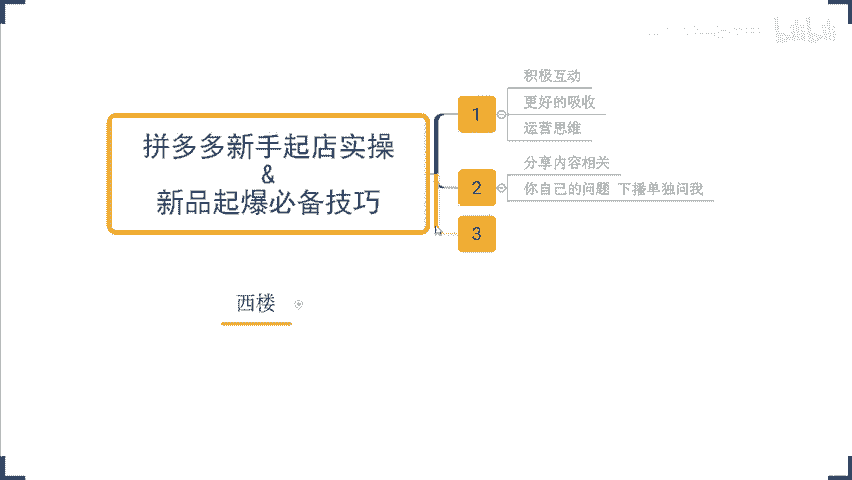 bilibili
积极互动
1
更好的吸收
运营思维
拼多多新手起店实操
&
新品起爆必备技巧
分享内容相关
2
你自己的问题 下播单独问我
3
西楼